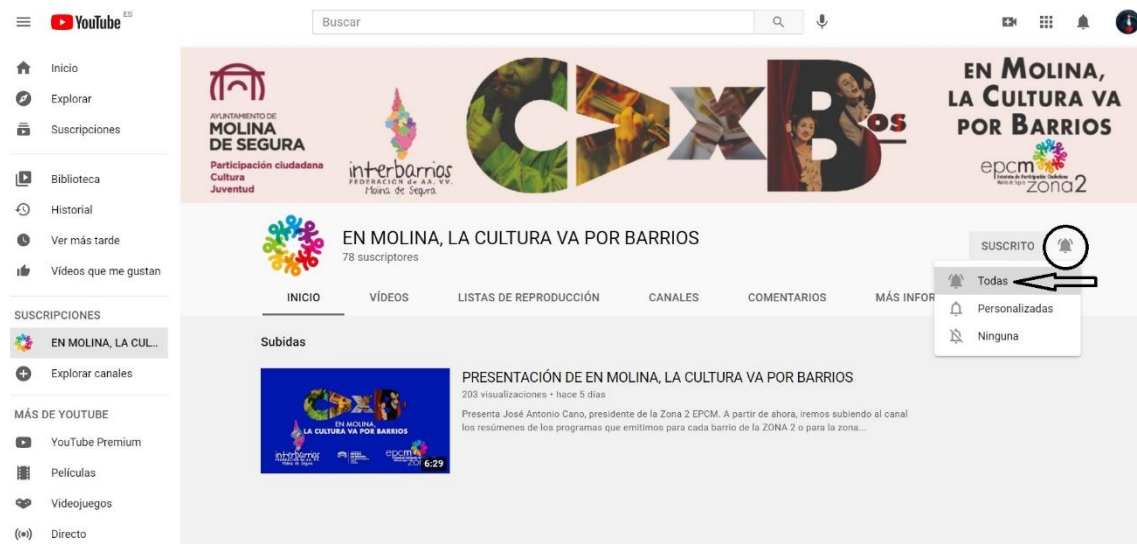 YouTube ES
Buscar
Inicio
Explorar
Suscripciones
Biblioteca
Historial
Ver más tarde
Vídeos que me gustan
SUSCRIPCIONES
EN MOLINA, LA CUL...
Explorar canales
MÁS DE YOUTUBE
YouTube Premium
Películas
Videojuegos
Directo
AYUNTAMIENTO DE
MOLINA
DE SEGURA
Participación ciudadana
Cultura
Juventud
interbarrios
FEDERACIÓN de AA. VV.
Molina de Segura
CAxB os
EN MOLINA,
LA CULTURA VA
POR BARRIOS
epcm
zona2
EN MOLINA, LA CULTURA VA POR BARRIOS
78 suscriptores
SUSCRITO
Todas
Personalizadas
Ninguna
INICIO VÍDEOS LISTAS DE REPRODUCCIÓN CANALES COMENTARIOS MÁS INFOR
Subidas
EN MOLINA,
LA CULTURA VA POR BARRIOS
interbarrios
epcm
6:29
PRESENTACIÓN DE EN MOLINA, LA CULTURA VA POR BARRIOS
203 visualizaciones • hace 5 días
Presenta José Antonio Cano, presidente de la Zona 2 EPCM. A partir de ahora, iremos subiendo al canal
los resúmenes de los programas que emitimos para cada barrio de la ZONA 2 o para la zona...